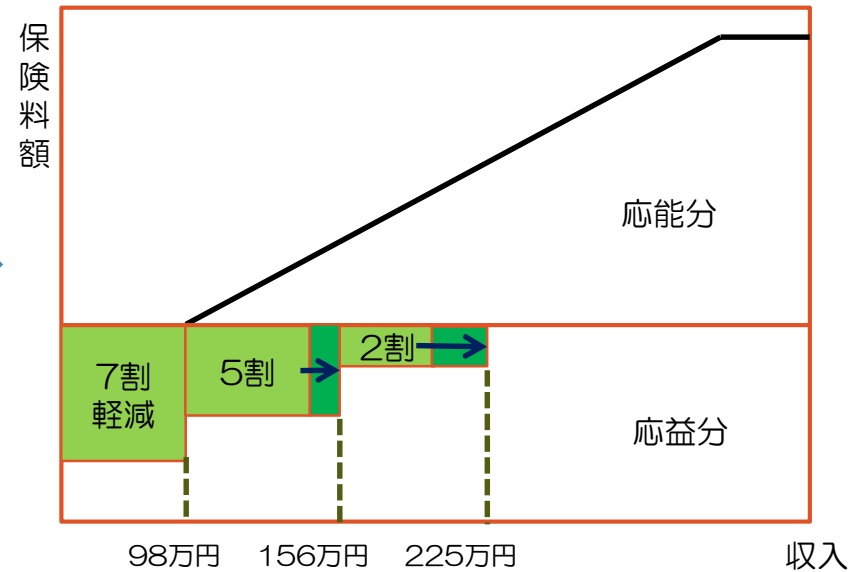 保険料額
応能分
7割
軽減
5割
2割
応益分
98万円
156万円
225万円
収入